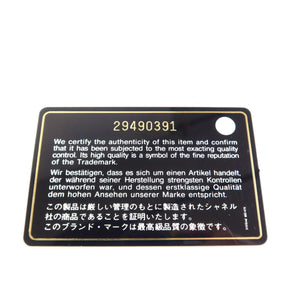 29490391
We certify the authenticity of this item and confirm
that it has been subjected to the most exacting quality
control. Its high quality is a symbol of the fine reputation
of the Trademark.
Wir bestätigen, dass es sich um einen Artikel handelt,
der während seiner Herstellung strengsten Kontrollen
unterworfen war, und dessen erstklassige Qualität
dem hohen Ansehen unserer Marke entspricht.
この製品は厳しい管理のもとに製造されたシャネル
社の商品であることを証明いたします。
このブランド・マークは最高級品質の象徴です。